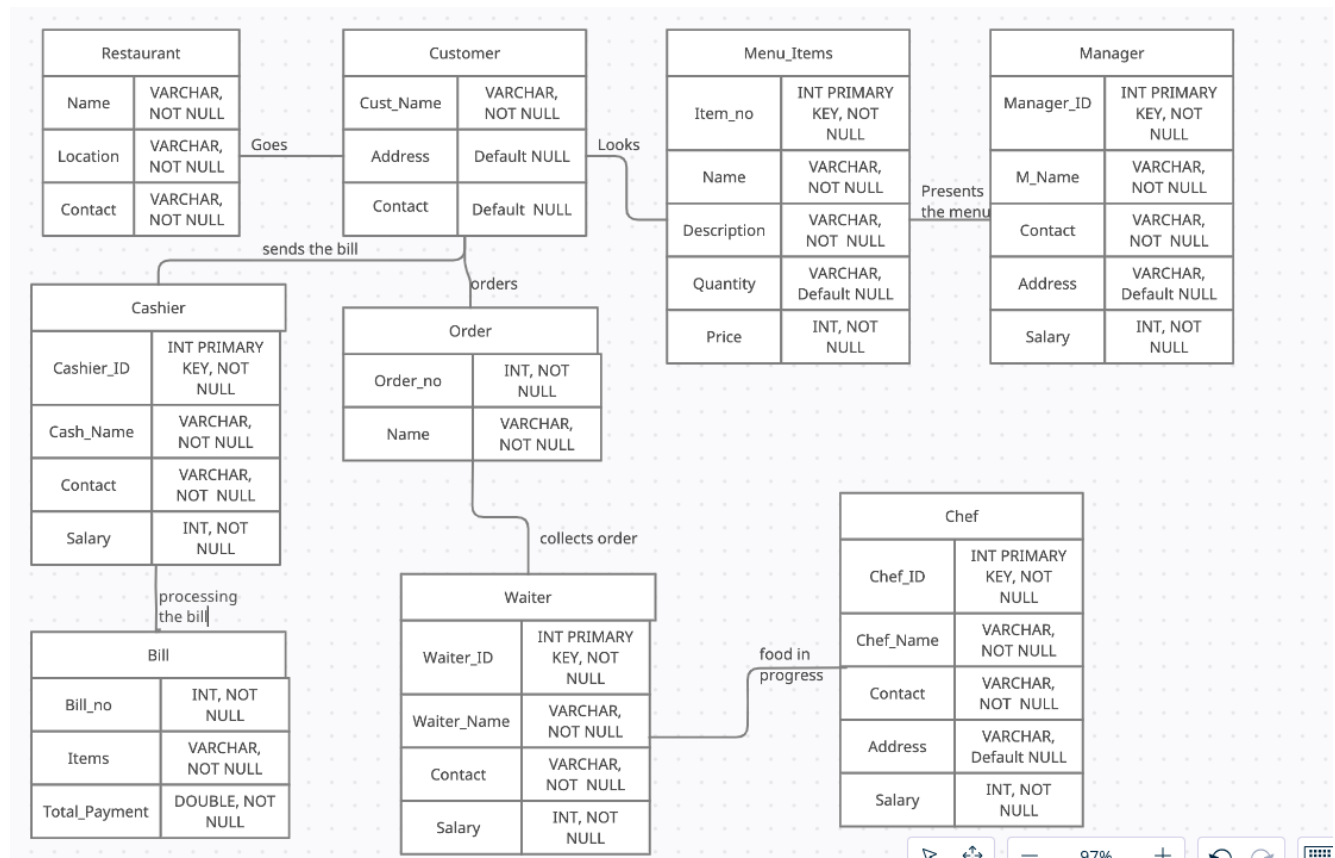 Restaurant
Name
VARCHAR,
NOT NULL
Location
VARCHAR,
NOT NULL
Contact
VARCHAR,
NOT NULL
Goes
Customer
Cust_Name
VARCHAR,
NOT NULL
Address
Default NULL
Contact
Default NULL
Looks
Menu_Items
Item_no
INT PRIMARY
KEY, NOT
NULL
Name
VARCHAR,
NOT NULL
Description
VARCHAR,
NOT NULL
Quantity
VARCHAR,
Default NULL
Price
INT, NOT
NULL
Presents
the menu
Manager
Manager_ID
INT PRIMARY
KEY, NOT
NULL
M_Name
VARCHAR,
NOT NULL
Contact
VARCHAR,
NOT NULL
Address
VARCHAR,
Default NULL
Salary
INT, NOT
NULL
sends the bill
orders
Cashier
Cashier_ID
INT PRIMARY
KEY, NOT
NULL
Cash_Name
VARCHAR,
NOT NULL
Contact
VARCHAR,
NOT NULL
Salary
INT, NOT
NULL
Order
Order_no
INT, NOT
NULL
Name
VARCHAR,
NOT NULL
collects order
processing
the bill
Bill
Bill_no
INT, NOT
NULL
Items
VARCHAR,
NOT NULL
Total_Payment
DOUBLE, NOT
NULL
Waiter
Waiter_ID
INT PRIMARY
KEY, NOT
NULL
Waiter_Name
VARCHAR,
NOT NULL
Contact
VARCHAR,
NOT NULL
Salary
INT, NOT
NULL
food in
progress
Chef
Chef_ID
INT PRIMARY
KEY, NOT
NULL
Chef_Name
VARCHAR,
NOT NULL
Contact
VARCHAR,
NOT NULL
Address
VARCHAR,
Default NULL
Salary
INT, NOT
NULL
97%